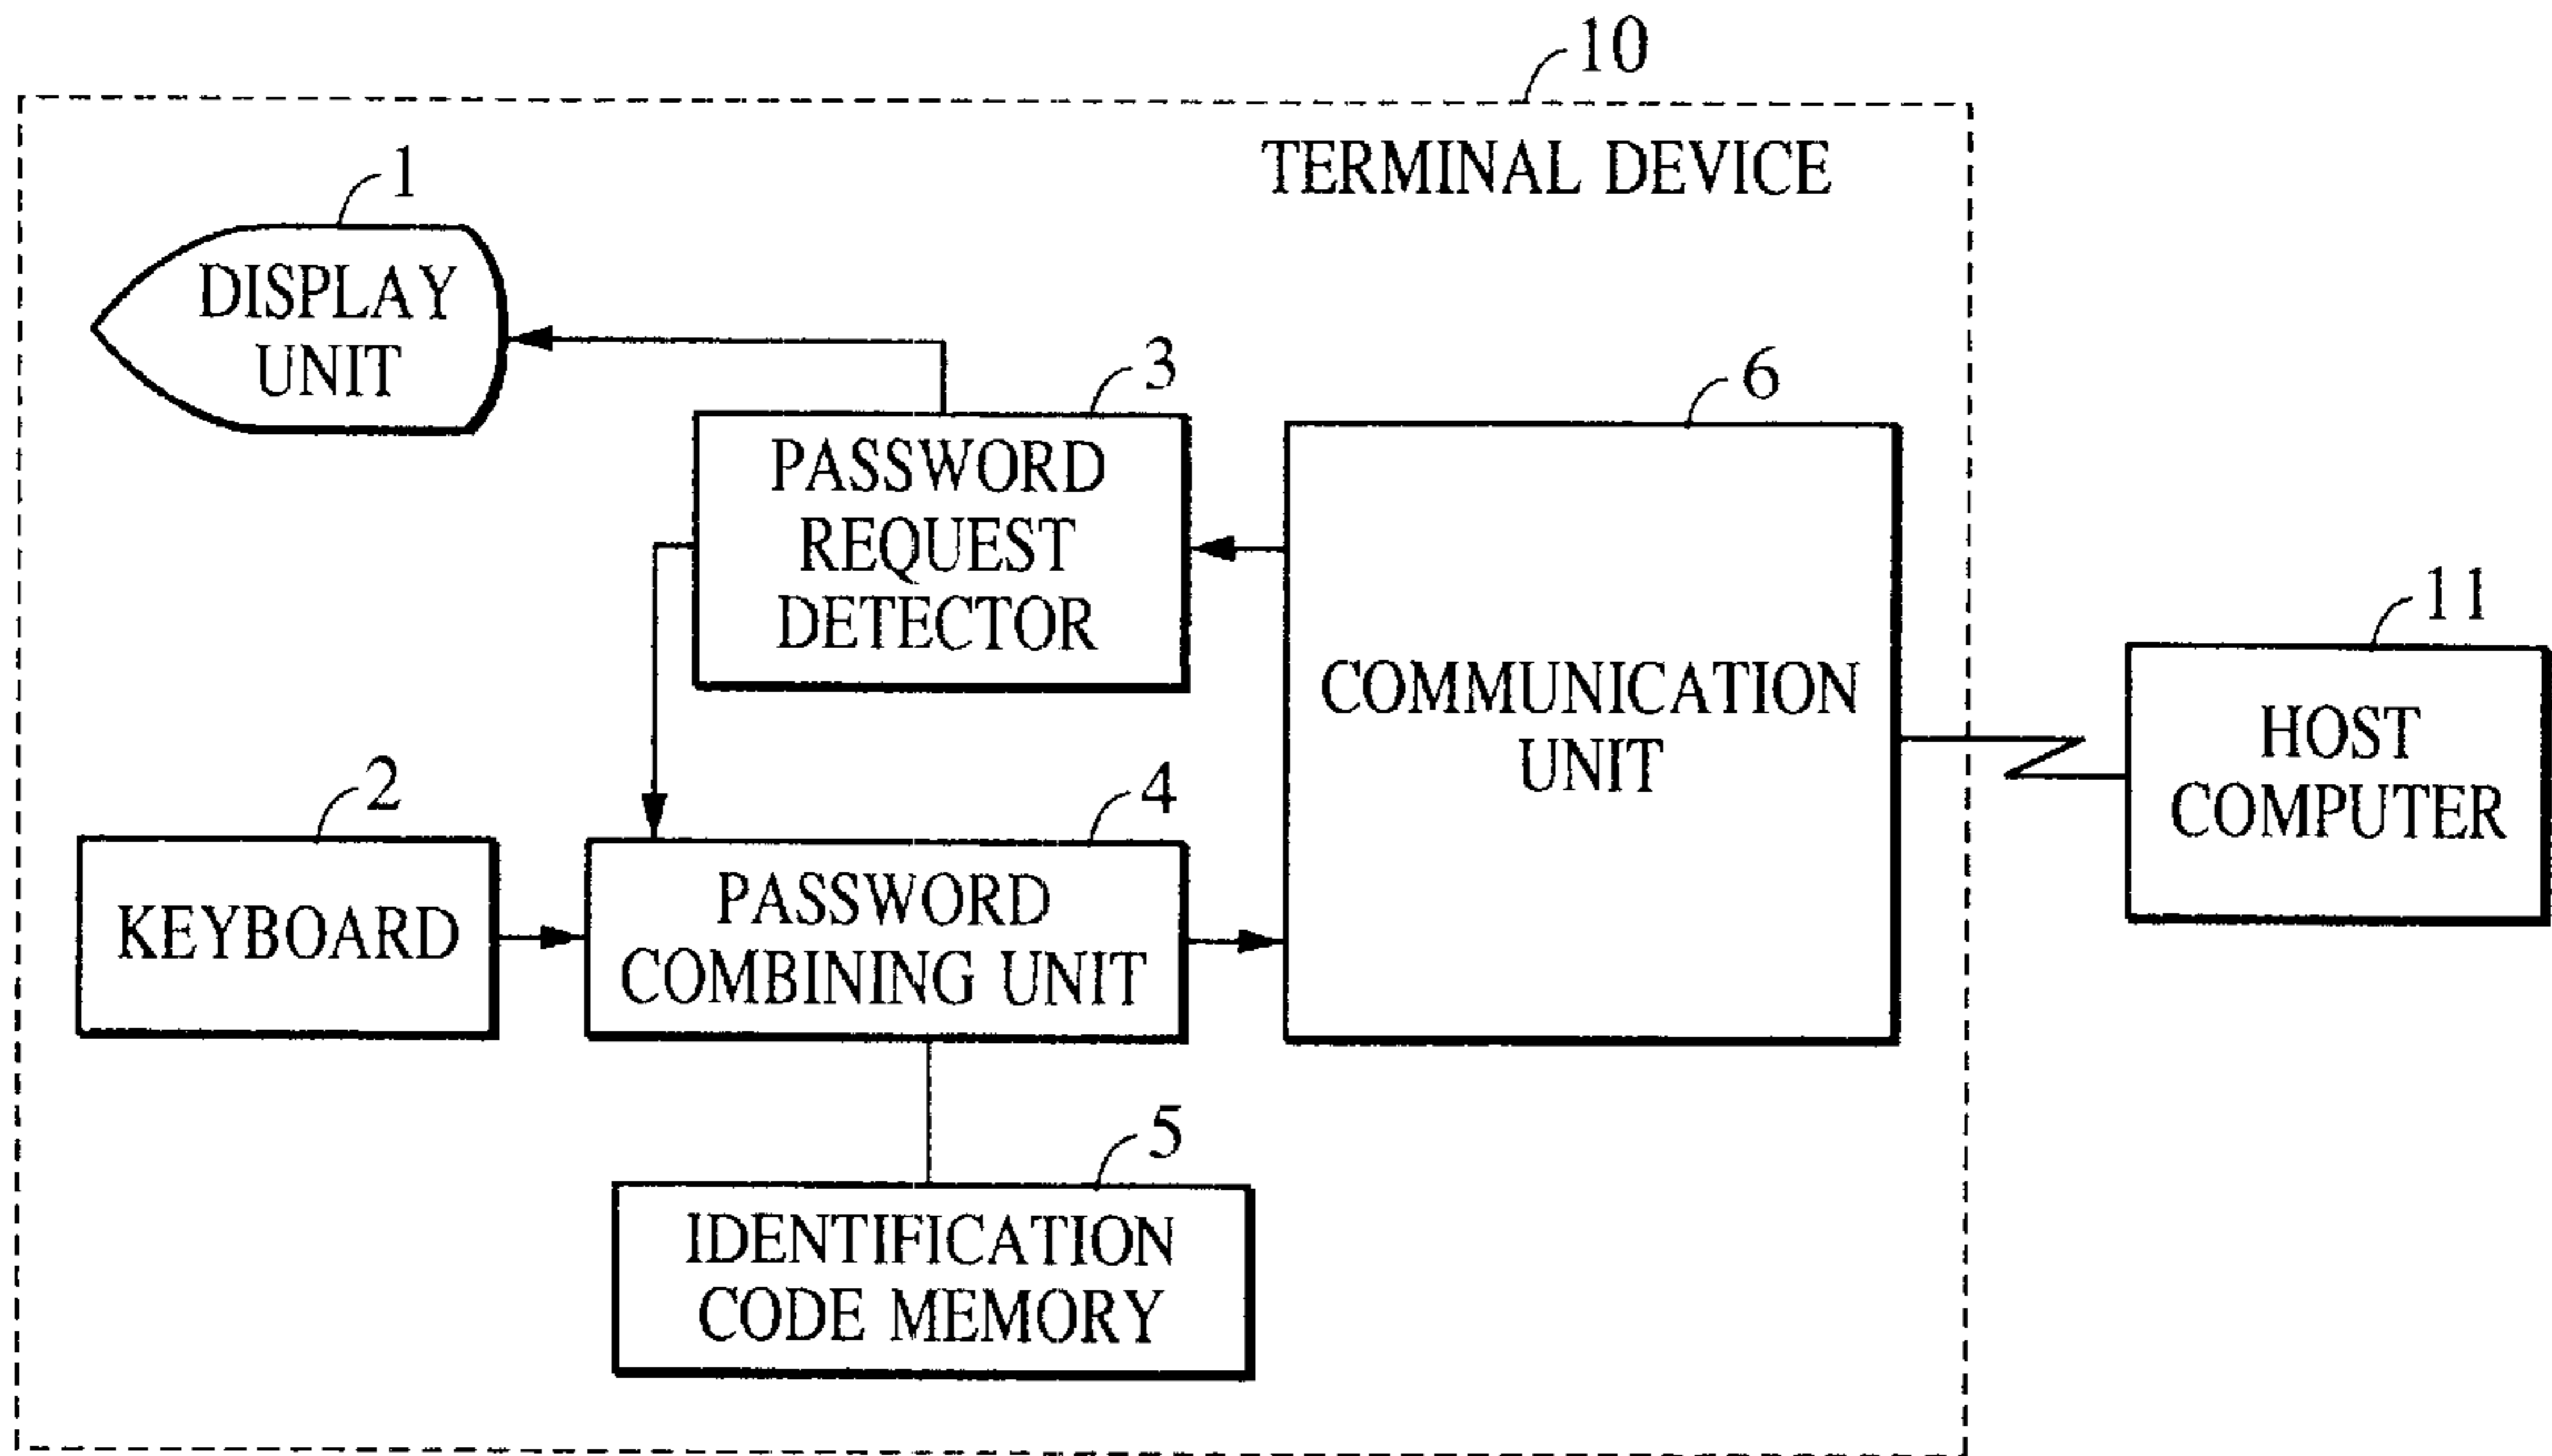 10
TERMINAL DEVICE
1
DISPLAY
UNIT
3
PASSWORD
REQUEST
DETECTOR
6
COMMUNICATION
UNIT
11
HOST
COMPUTER
2
KEYBOARD
4
PASSWORD
COMBINING UNIT
5
IDENTIFICATION
CODE MEMORY